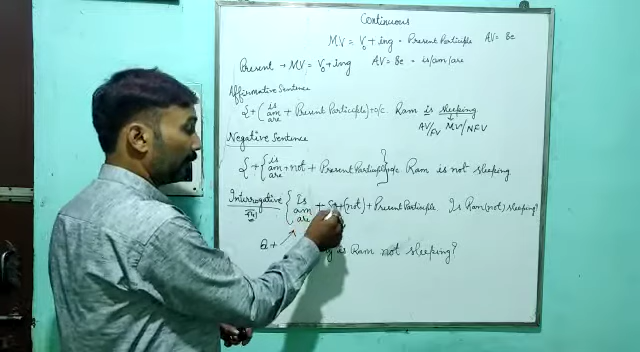 Continuous
MV = V₀ + ing = Present Participle AV = Be
Present → MV = V₀ + ing AV = Be = is/am/are
Affirmative Sentence
+ (is am are + Present Participle) + o/c. Ram is sleeping
AV/FV MV/NFV
Negative Sentence
+ {is am are + not + Present Participle} + o/c Ram is not sleeping
Interrogative {Is am are + (not) + Present Participle Is Ram (not) sleeping?
Q +
is Ram not sleeping?